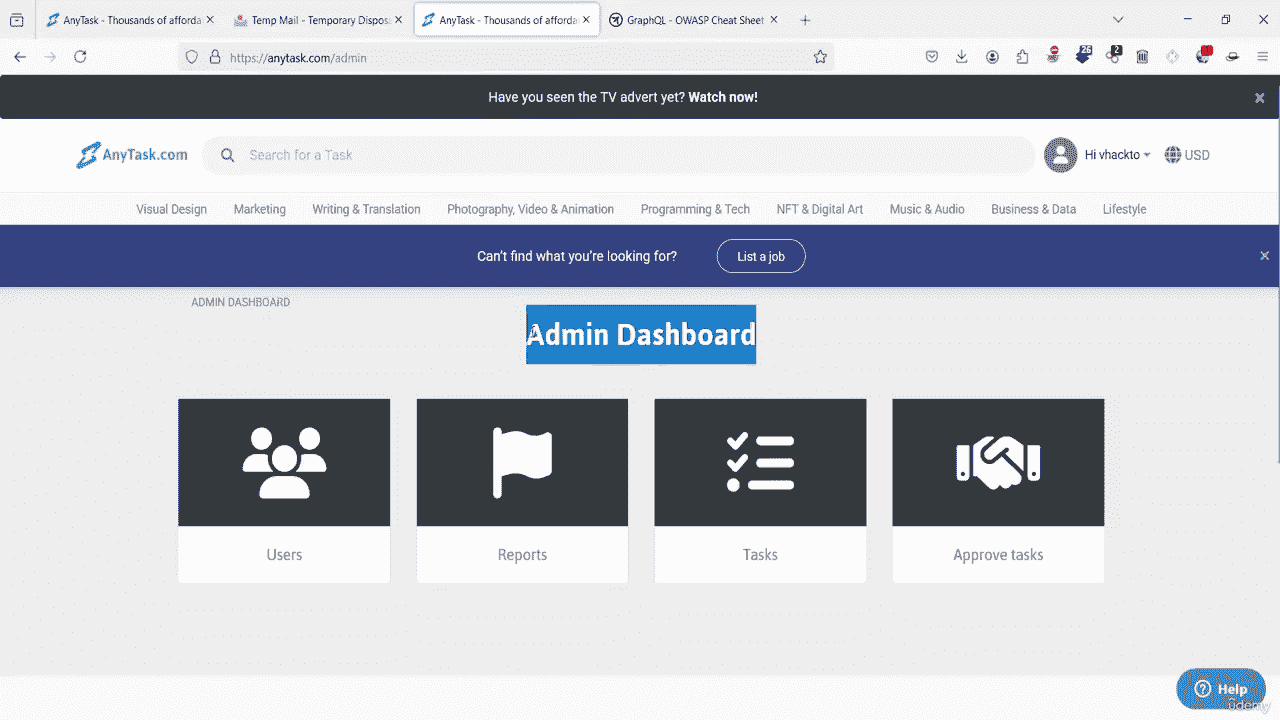 AnyTask - Thousands of afforda
Temp Mail - Temporary Dispos
AnyTask - Thousands of afforda
GraphQL - OWASP Cheat Sheet
https://anytask.com/admin
26
2
Have you seen the TV advert yet? Watch now!
AnyTask.com
Search for a Task
Hi vhackto
USD
Visual Design
Marketing
Writing & Translation
Photography, Video & Animation
Programming & Tech
NFT & Digital Art
Music & Audio
Business & Data
Lifestyle
Can't find what you're looking for?
List a job
ADMIN DASHBOARD
Admin Dashboard
Users
Reports
Tasks
Approve tasks
Help
ûdemy